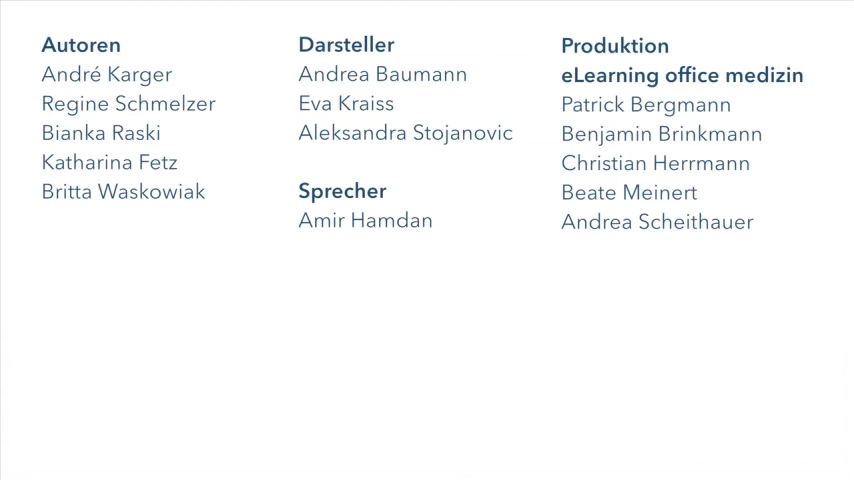 Autoren
André Karger
Regine Schmelzer
Bianka Raski
Katharina Fetz
Britta Waskowiak
Darsteller
Andrea Baumann
Eva Kraiss
Aleksandra Stojanovic
Sprecher
Amir Hamdan
Produktion
eLearning office medizin
Patrick Bergmann
Benjamin Brinkmann
Christian Herrmann
Beate Meinert
Andrea Scheithauer